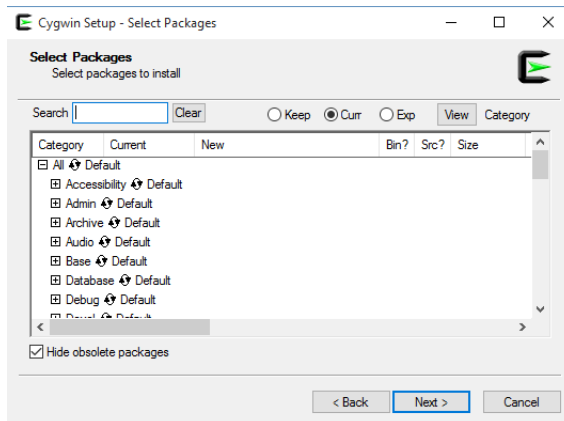 Cygwin Setup - Select Packages
Select Packages
Select packages to install
Search Clear Keep Curr Exp View Category
Category Current New Bin? Src? Size
All Default
Accessibility Default
Admin Default
Archive Default
Audio Default
Base Default
Database Default
Debug Default
Devel Default
Hide obsolete packages
< Back Next > Cancel